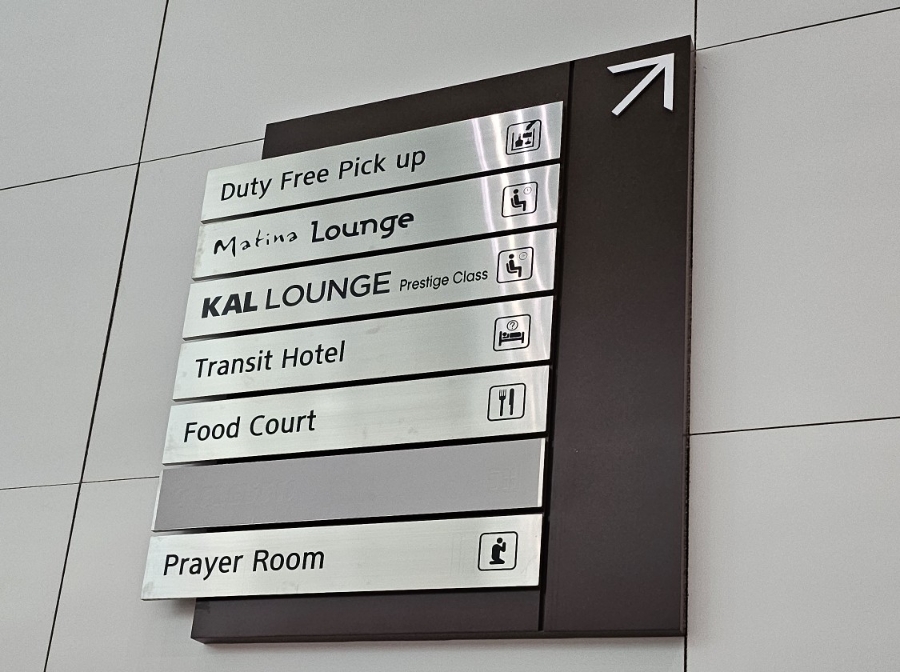 Duty Free Pick up
Matina Lounge
KAL LOUNGE Prestige Class
Transit Hotel
Food Court
Prayer Room